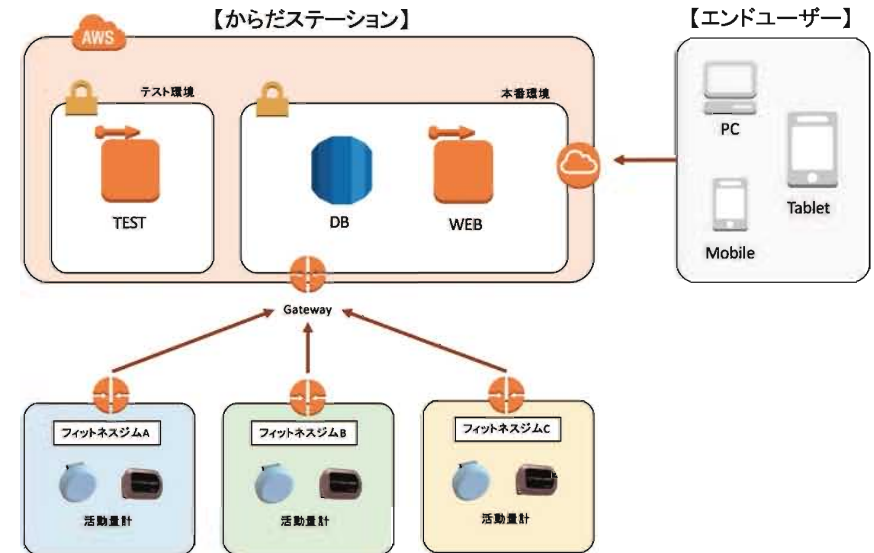 【からだステーション】
【エンドユーザー】
AWS
テスト環境
本番環境
TEST
DB
WEB
PC
Tablet
Mobile
Gateway
フィットネスジムA
フィットネスジムB
フィットネスジムC
活動量計
活動量計
活動量計